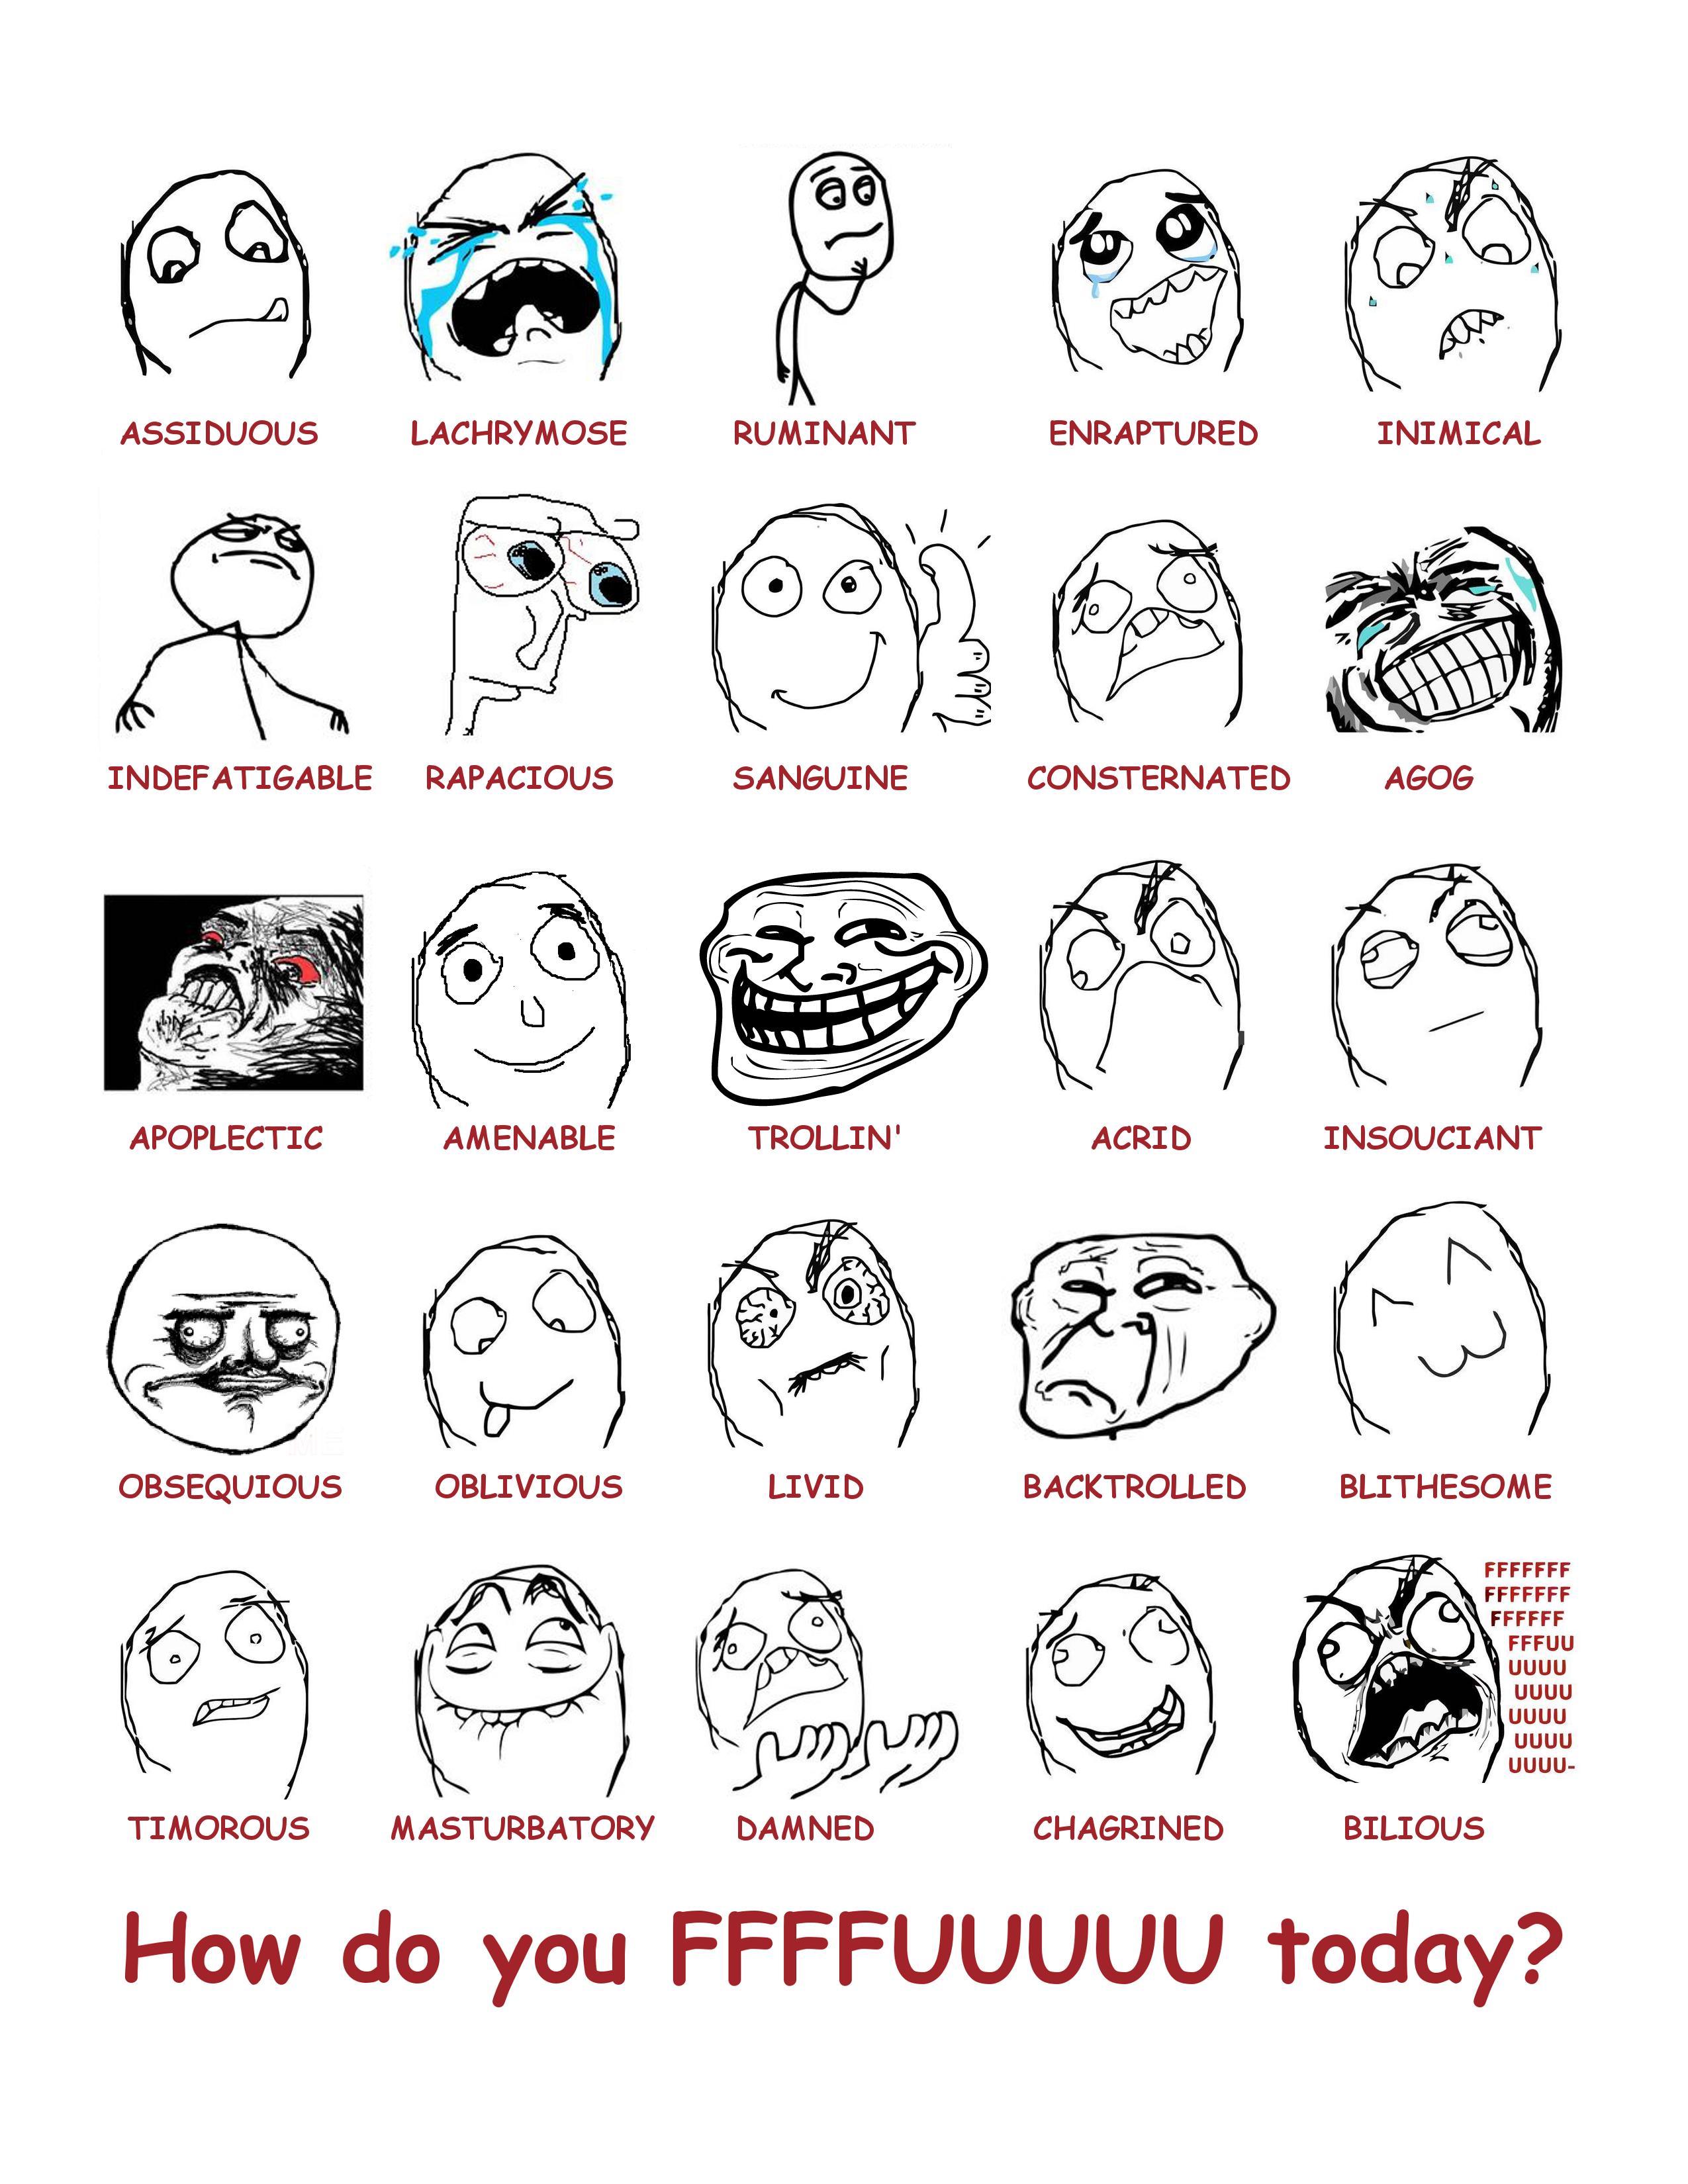 ASSIDUOUS LACHRYMOSE RUMINANT ENRAPTURED INIMICAL
INDEFATIGABLE RAPACIOUS SANGUINE CONSTERNATED AGOG
APOPLECTIC AMENABLE TROLLIN' ACRID INSOUCIANT
OBSEQUIOUS OBLIVIOUS LIVID BACKTROLLED BLITHESOME
FFFFFFF
FFFFFFF
FFFFFF
FFFUU
UUUU
UUUU
UUUU
UUUU
UUUU-
TIMOROUS MASTURBATORY DAMNED CHAGRINED BILIOUS
How do you FFFFUUUUU today?